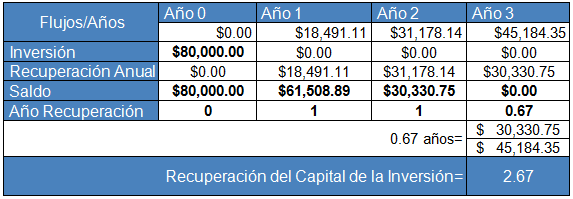 Flujos/Años Año 0 Año 1 Año 2 Año 3
$0.00 $18,491.11 $31,178.14 $45,184.35
Inversión $80,000.00 $0.00 $0.00 $0.00
Recuperación Anual $0.00 $18,491.11 $31,178.14 $30,330.75
Saldo $80,000.00 $61,508.89 $30,330.75 $0.00
Año Recuperación 0 1 1 0.67
0.67 años= $ 30,330.75
$ 45,184.35
Recuperación del Capital de la Inversión= 2.67